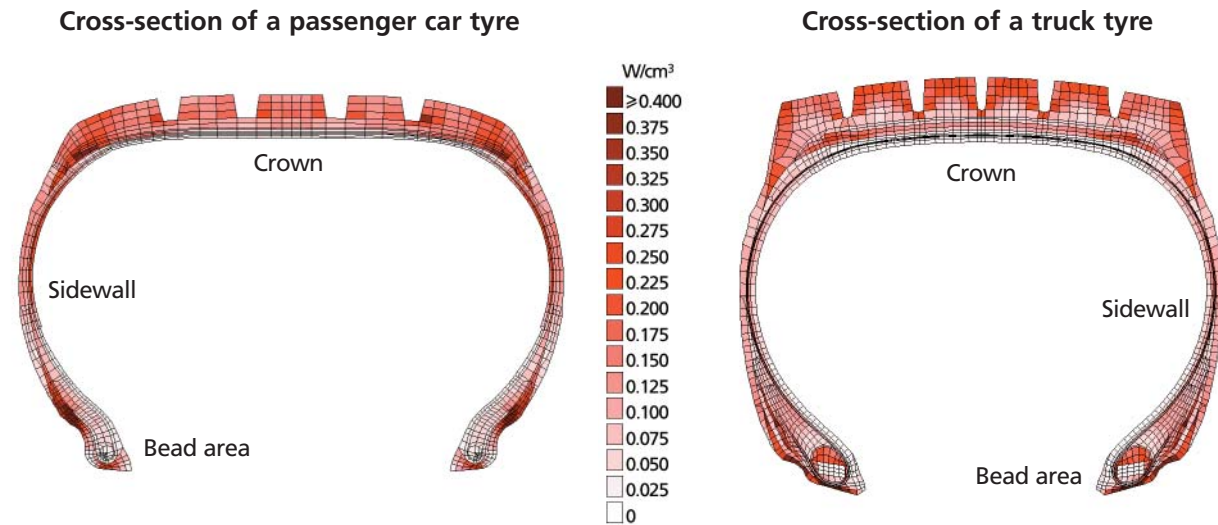 Cross-section of a passenger car tyre
Cross-section of a truck tyre
W/cm³
⩾0.400
0.375
0.350
0.325
0.300
0.275
0.250
0.225
0.200
0.175
0.150
0.125
0.100
0.075
0.050
0.025
0
Crown
Sidewall
Bead area
Crown
Sidewall
Bead area